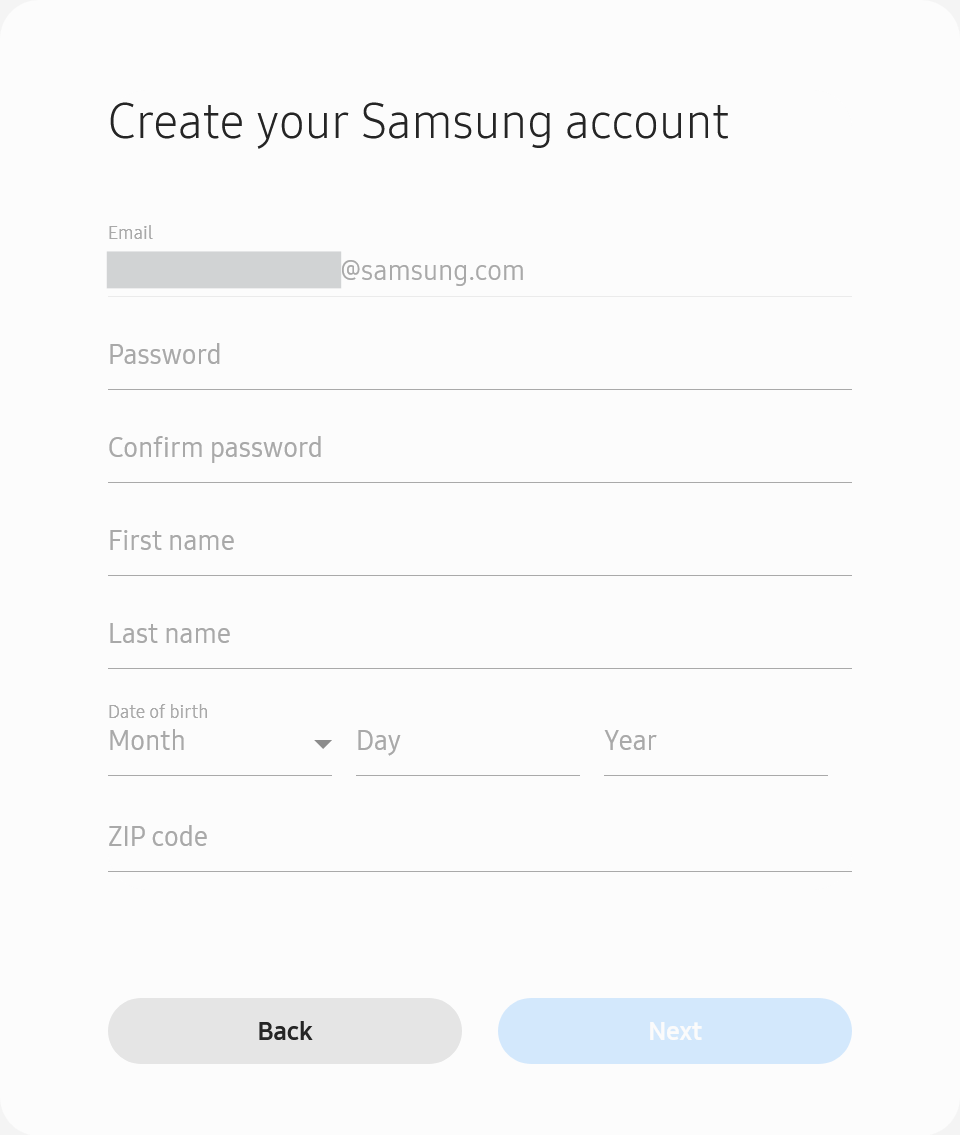 Create your Samsung account
Email
@samsung.com
Password
Confirm password
First name
Last name
Date of birth
Month Day Year
ZIP code
Back Next